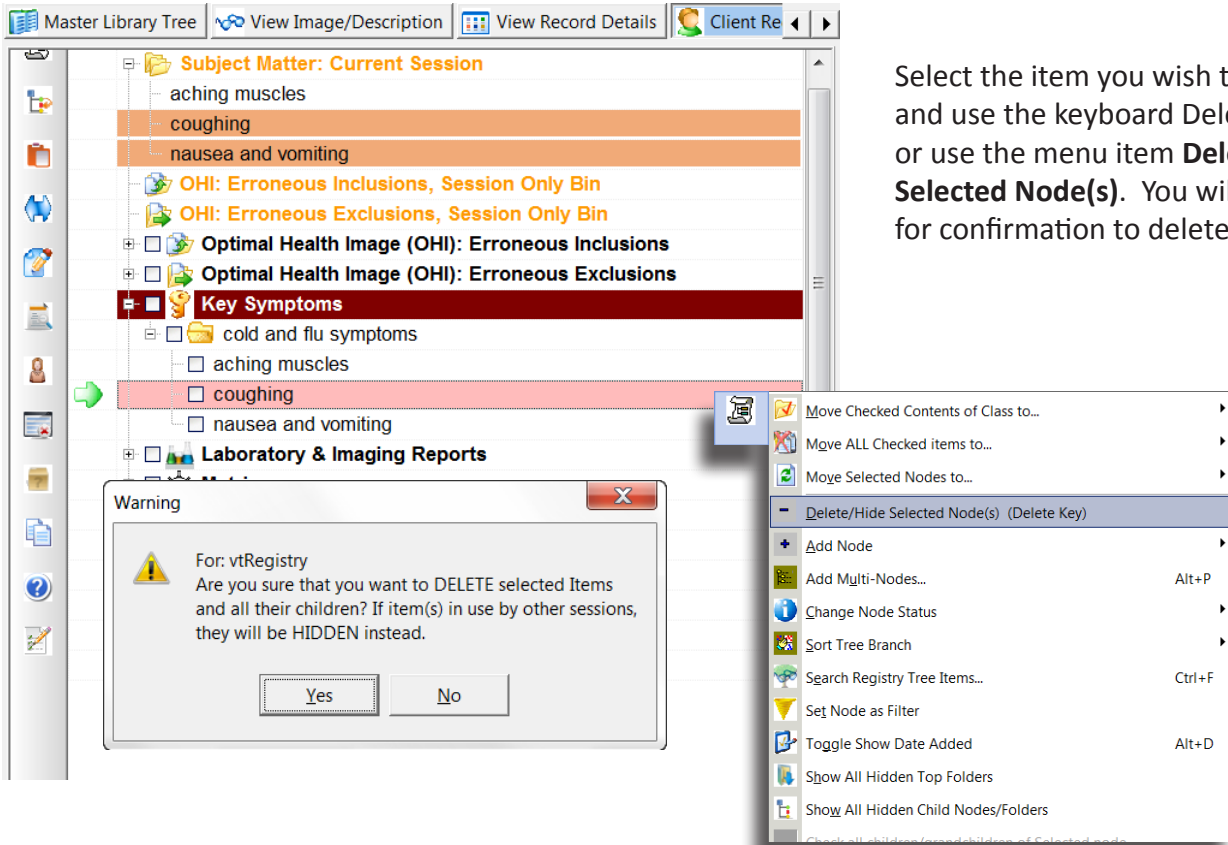 Master Library Tree View Image/Description View Record Details Client Re
Subject Matter: Current Session
aching muscles
coughing
nausea and vomiting
OHI: Erroneous Inclusions, Session Only Bin
OHI: Erroneous Exclusions, Session Only Bin
Optimal Health Image (OHI): Erroneous Inclusions
Optimal Health Image (OHI): Erroneous Exclusions
Key Symptoms
cold and flu symptoms
aching muscles
coughing
nausea and vomiting
Laboratory & Imaging Reports
Warning
For: vtRegistry
Are you sure that you want to DELETE selected Items
and all their children? If item(s) in use by other sessions,
they will be HIDDEN instead.
Yes No
Select the item you wish t
and use the keyboard Del
or use the menu item Del
Selected Node(s). You wil
for confirmation to delete
Move Checked Contents of Class to...
Move ALL Checked items to...
Move Selected Nodes to...
Delete/Hide Selected Node(s) (Delete Key)
Add Node
Add Multi-Nodes... Alt+P
Change Node Status
Sort Tree Branch
Search Registry Tree Items... Ctrl+F
Set Node as Filter
Toggle Show Date Added Alt+D
Show All Hidden Top Folders
Show All Hidden Child Nodes/Folders
Check all children/grandchildren of Selected node